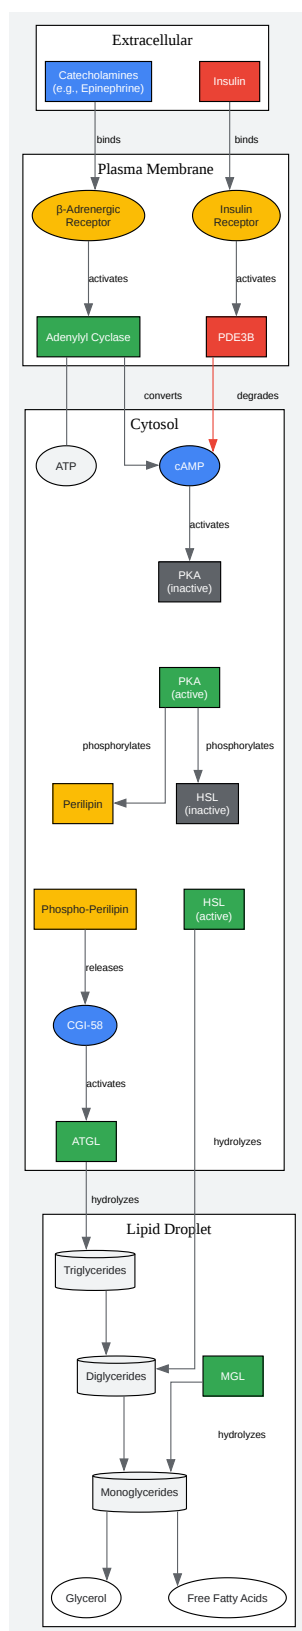 Extracellular
Catecholamines
(e.g., Epinephrine)
Insulin
binds
binds
Plasma Membrane
β-Adrenergic
Receptor
Insulin
Receptor
activates
activates
Adenylyl Cyclase
PDE3B
converts
degrades
Cytosol
ATP
cAMP
activates
PKA
(inactive)
PKA
(active)
phosphorylates
phosphorylates
Perilipin
HSL
(inactive)
Phospho-Perilipin
HSL
(active)
releases
CGI-58
activates
ATGL
hydrolyzes
hydrolyzes
Lipid Droplet
Triglycerides
Diglycerides
MGL
hydrolyzes
Monoglycerides
Glycerol
Free Fatty Acids